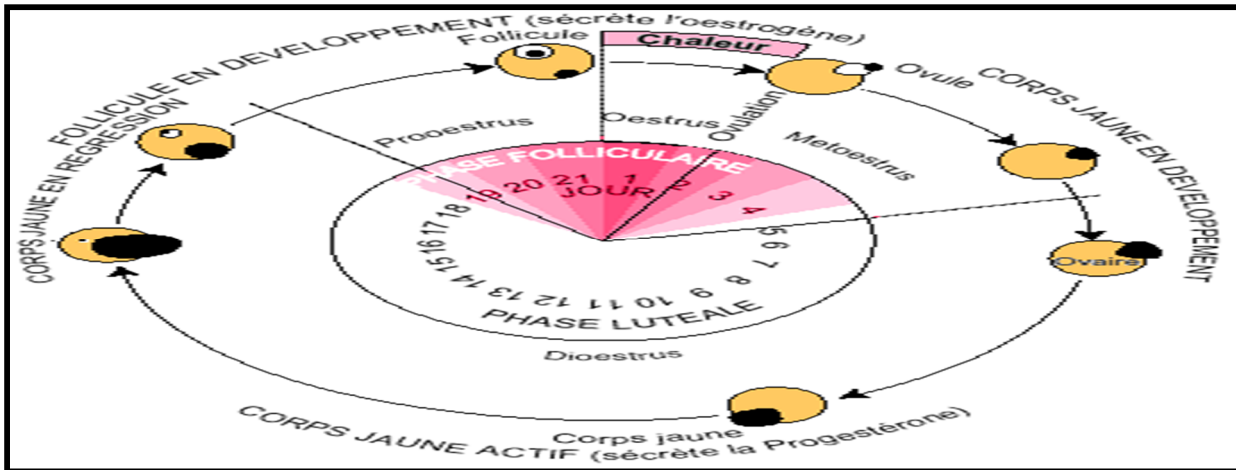 FOLLICULE EN DEVELOPPEMENT (sécrète l'oestrogène)
Follicule
Chaleur
Ovule
CORPS JAUNE EN DEVELOPPEMENT
CORPS JAUNE EN REGRESSION
Prooestrus
Oestrus
Ovulation
Metoestrus
PHASE FOLLICULAIRE
19 20 21 1 2 3 4
JOUR
5 6 7 8 9 10 11 12 13 14 15 16 17 18
Ovaire
PHASE LUTEALE
Dioestrus
Corps jaune
CORPS JAUNE ACTIF (sécrète la Progestérone)